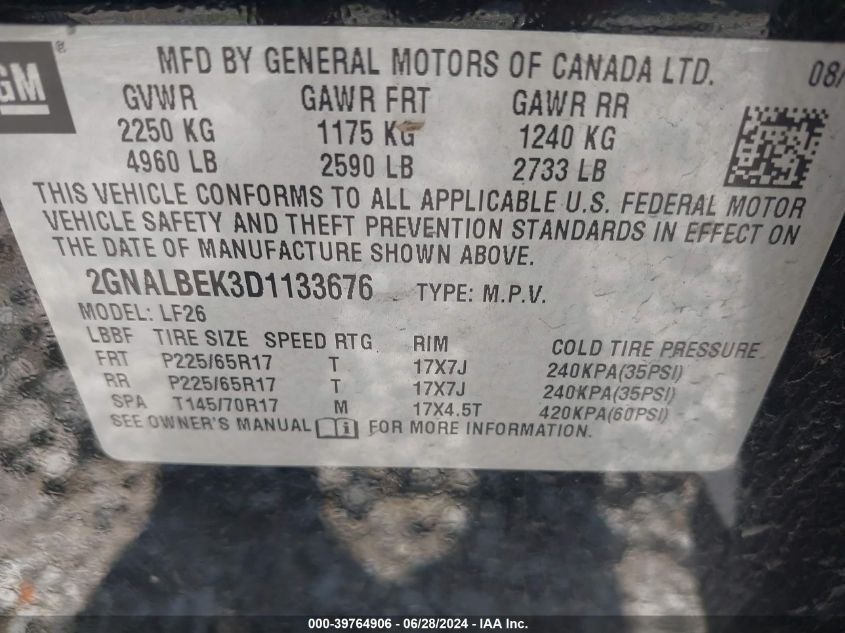 GM®
MFD BY GENERAL MOTORS OF CANADA LTD. 08/
GVWR GAWR FRT GAWR RR
2250 KG 1175 KG 1240 KG
4960 LB 2590 LB 2733 LB
THIS VEHICLE CONFORMS TO ALL APPLICABLE U.S. FEDERAL MOTOR
VEHICLE SAFETY AND THEFT PREVENTION STANDARDS IN EFFECT ON
THE DATE OF MANUFACTURE SHOWN ABOVE.
2GNALBEK3D1133676 TYPE: M.P.V.
MODEL: LF26
LBBF TIRE SIZE SPEED RTG RIM COLD TIRE PRESSURE
FRT P225/65R17 T 17X7J 240KPA(35PSI)
RR P225/65R17 T 17X7J 240KPA(35PSI)
SPA T145/70R17 M 17X4.5T 420KPA(60PSI)
SEE OWNER'S MANUAL FOR MORE INFORMATION.
000-39764906 / 06/28/2024 - IAA Inc.